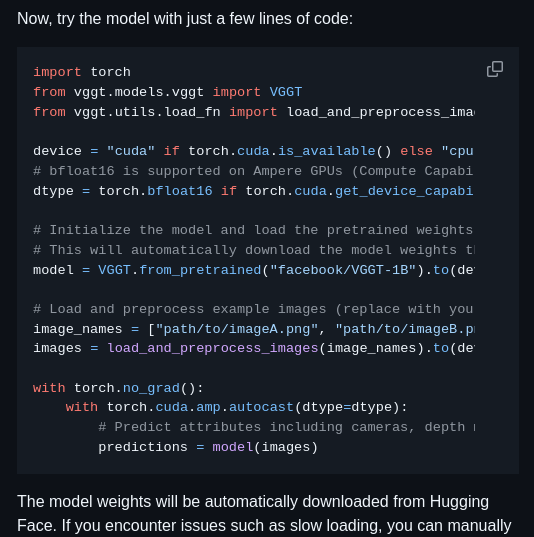 Now, try the model with just a few lines of code:
import torch
from vggt.models.vggt import VGGT
from vggt.utils.load_fn import load_and_preprocess_ima
device = "cuda" if torch.cuda.is_available() else "cpu
# bfloat16 is supported on Ampere GPUs (Compute Capabi
dtype = torch.bfloat16 if torch.cuda.get_device_capabi
# Initialize the model and load the pretrained weights
# This will automatically download the model weights t
model = VGGT.from_pretrained("facebook/VGGT-1B").to(de
# Load and preprocess example images (replace with you
image_names = ["path/to/imageA.png", "path/to/imageB.p
images = load_and_preprocess_images(image_names).to(de
with torch.no_grad():
    with torch.cuda.amp.autocast(dtype=dtype):
        # Predict attributes including cameras, depth
        predictions = model(images)
The model weights will be automatically downloaded from Hugging
Face. If you encounter issues such as slow loading, you can manually